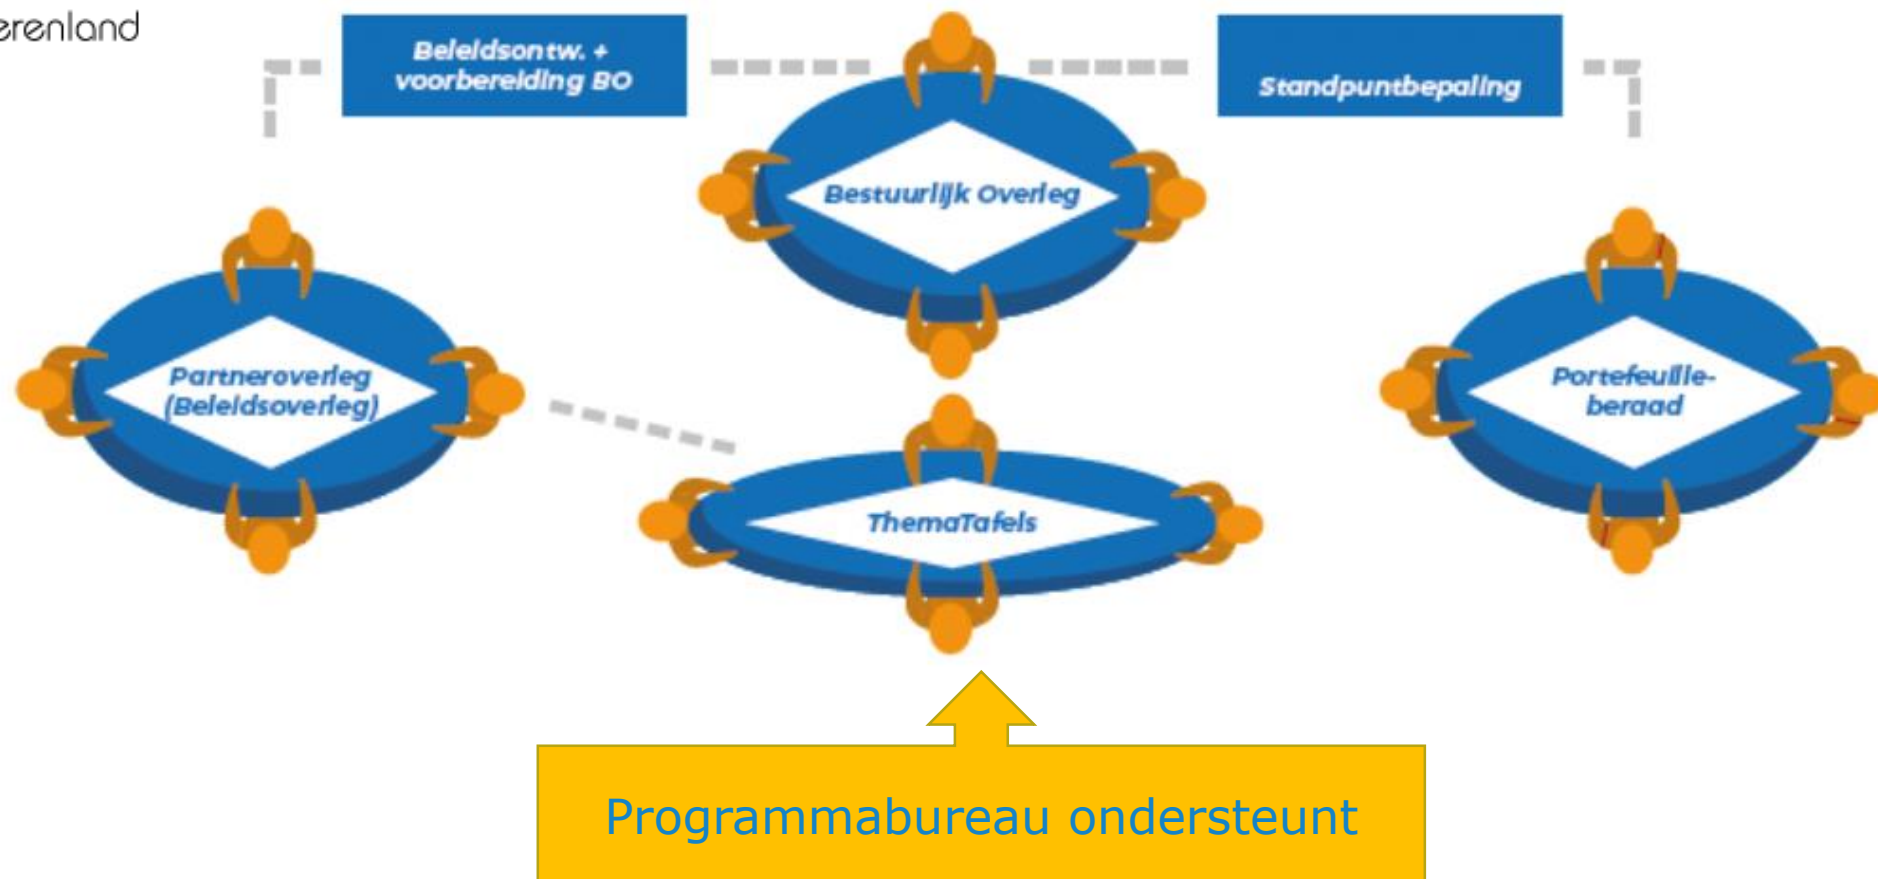 erenland
Beleidsontw. +
voorbereiding BO
Standpuntbepaling
Bestuurlijk Overleg
Partneroverleg
(Beleidsoverleg)
Portefeuille-
beraad
ThemaTafels
Programmabureau ondersteunt